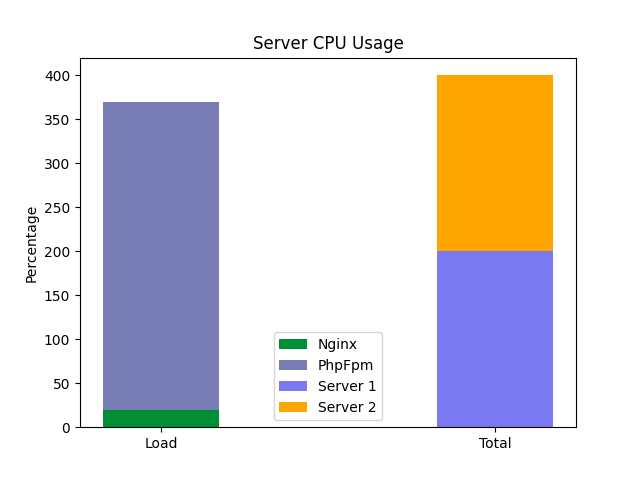 Server CPU Usage
Percentage
400
350
300
250
200
150
100
50
0
Nginx
PhpFpm
Server 1
Server 2
Load
Total